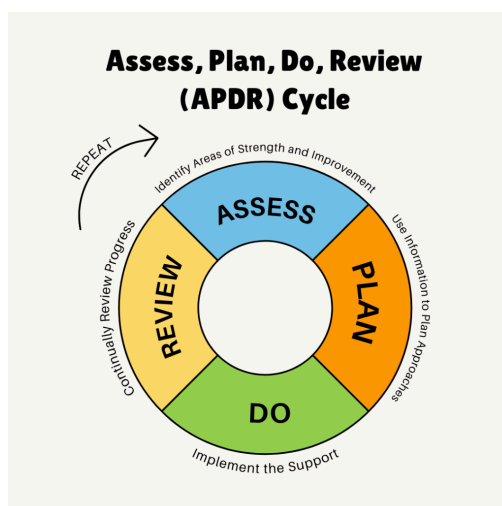 Assess, Plan, Do, Review
(APDR) Cycle
REPEAT
Identify Areas of Strength and Improvement
ASSESS
Use Information to Plan Approaches
PLAN
DO
Implement the Support
REVIEW
Continually Review Progress